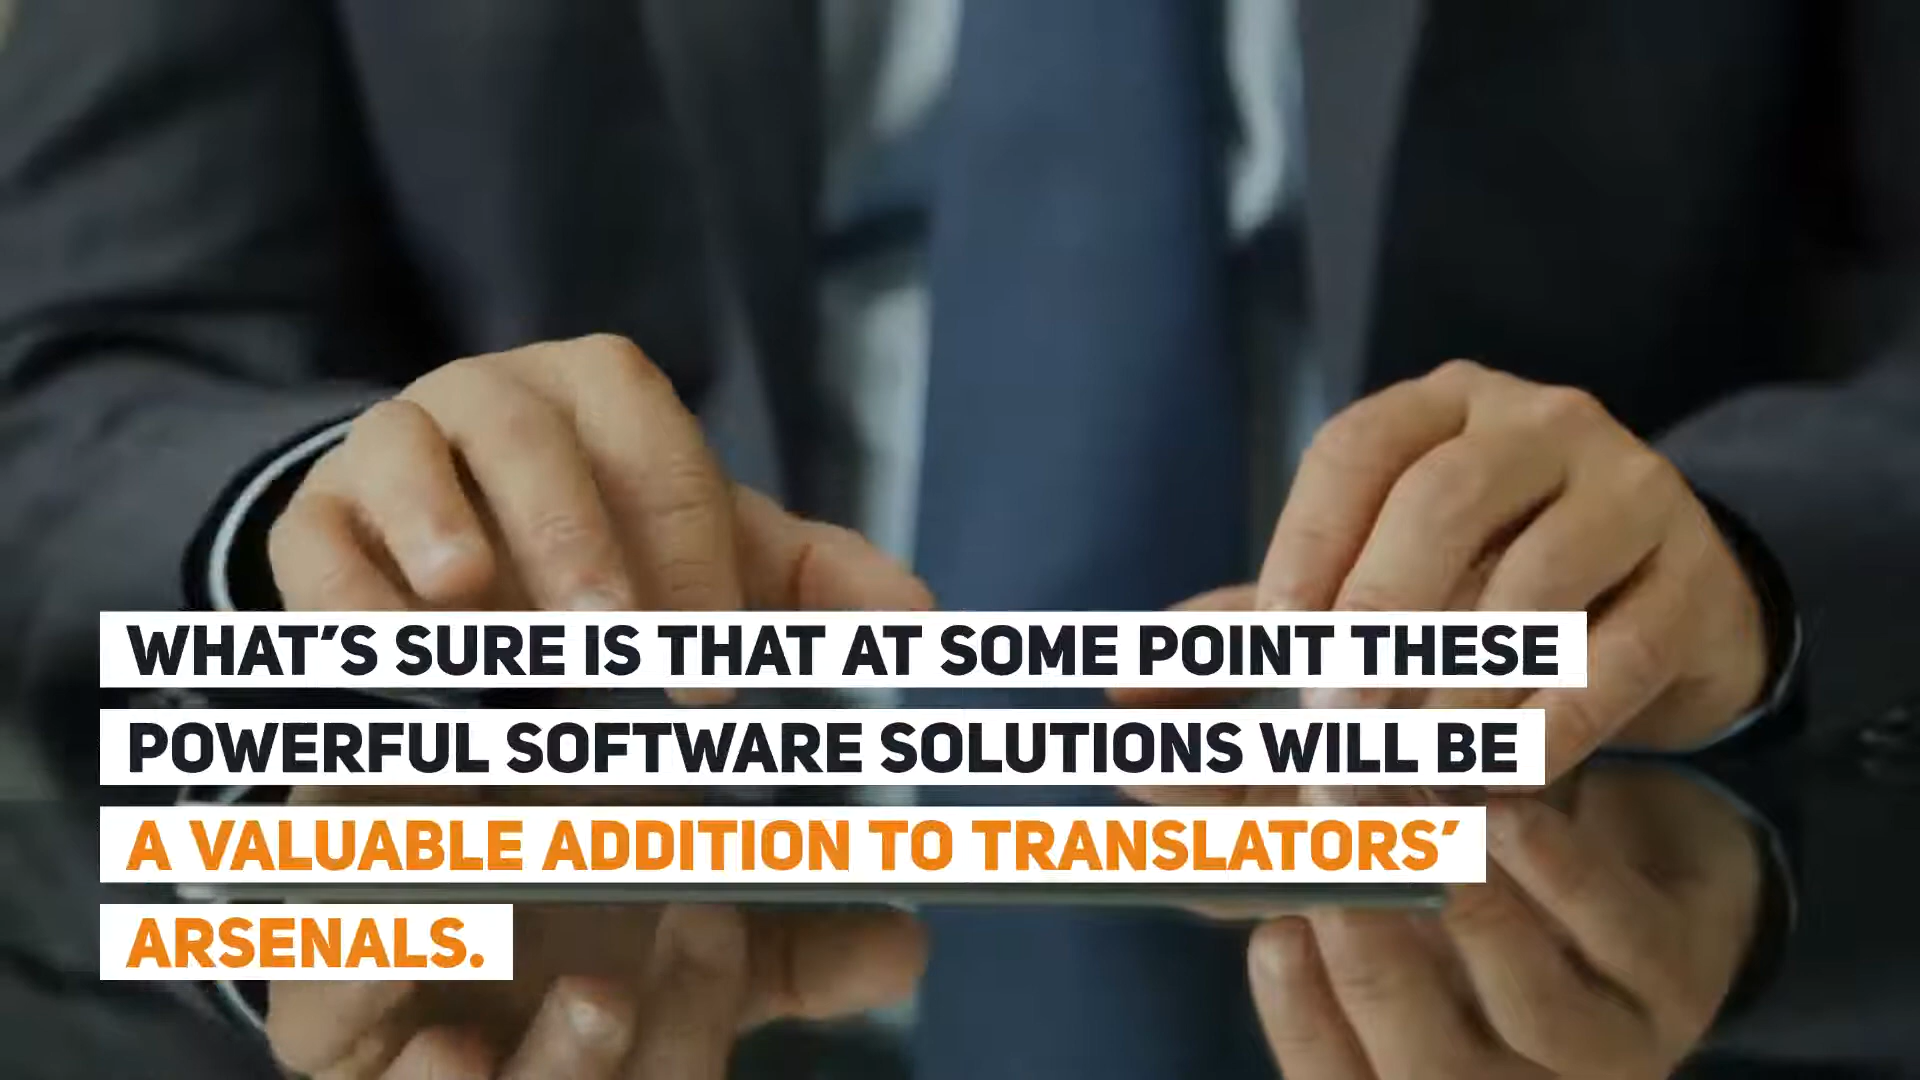 WHAT'S SURE IS THAT AT SOME POINT THESE
POWERFUL SOFTWARE SOLUTIONS WILL BE
A VALUABLE ADDITION TO TRANSLATORS'
ARSENALS.